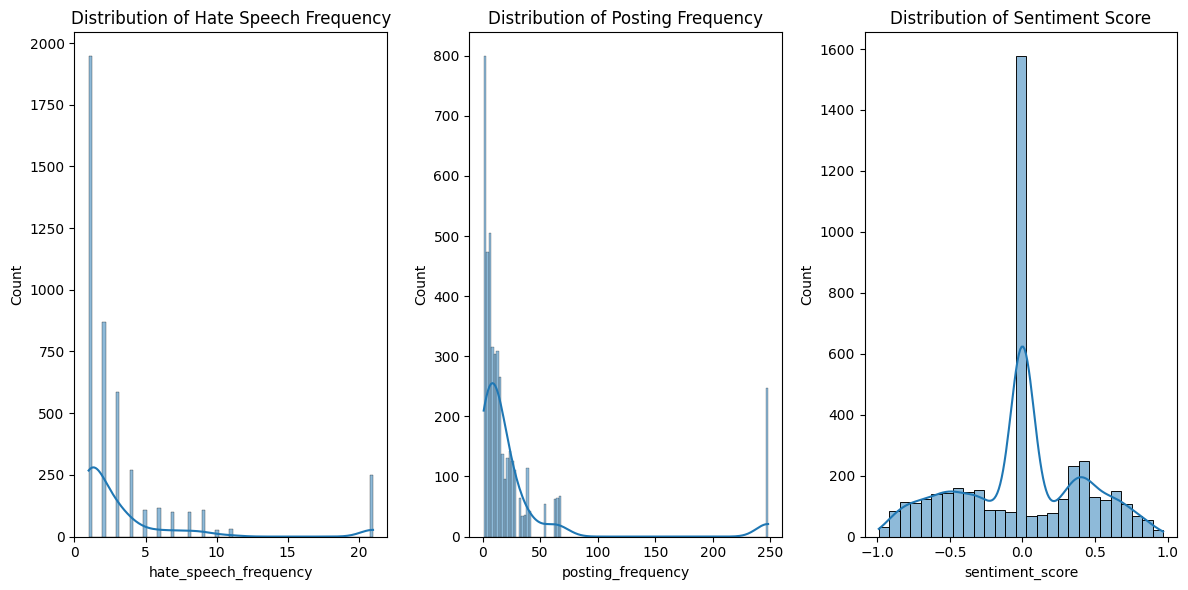 Distribution of Hate Speech Frequency
2000
1750
1500
1250
1000
750
500
250
0
Count
0 5 10 15 20
hate_speech_frequency
Distribution of Posting Frequency
800
700
600
500
400
300
200
100
0
Count
0 50 100 150 200 250
posting_frequency
Distribution of Sentiment Score
1600
1400
1200
1000
800
600
400
200
0
Count
−1.0 −0.5 0.0 0.5 1.0
sentiment_score